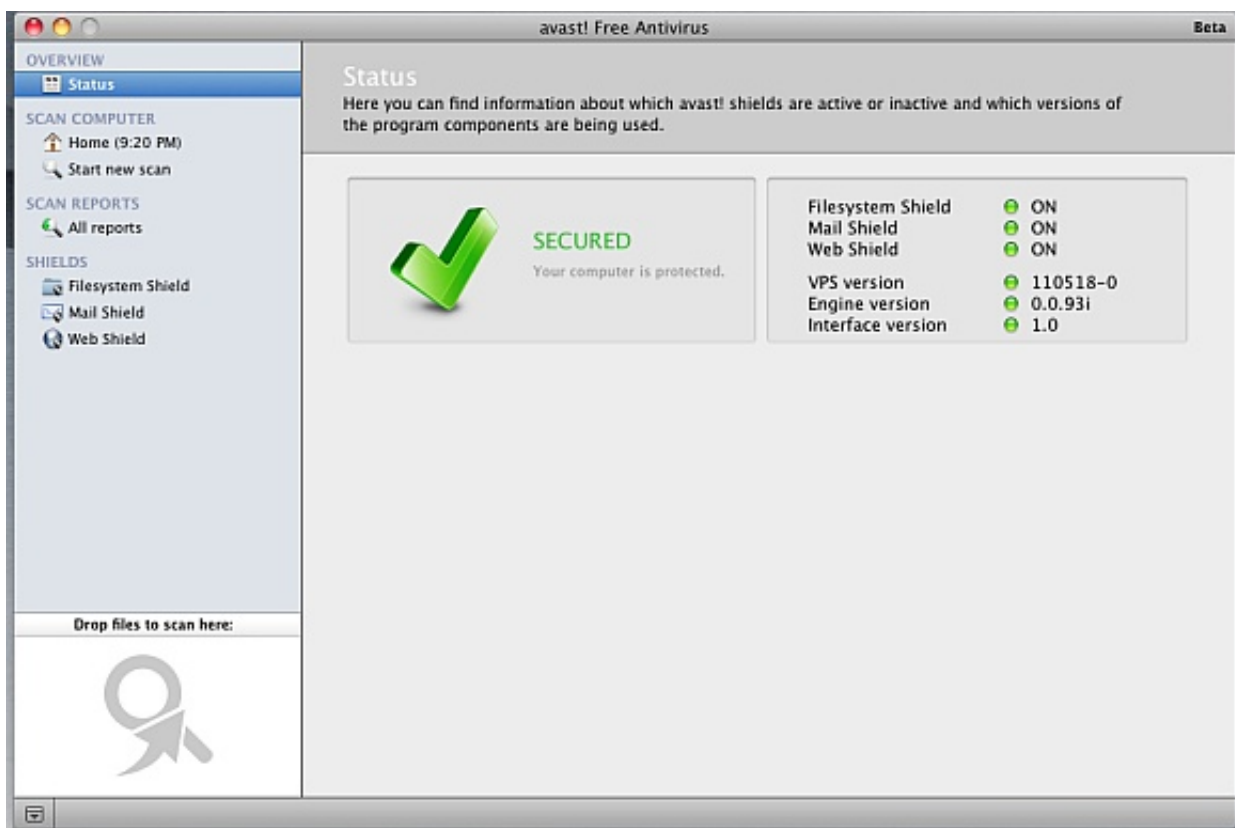 avast! Free Antivirus
Beta
OVERVIEW
Status
SCAN COMPUTER
Home (9:20 PM)
Start new scan
SCAN REPORTS
All reports
SHIELDS
Filesystem Shield
Mail Shield
Web Shield
Drop files to scan here:
Status
Here you can find information about which avast! shields are active or inactive and which versions of
the program components are being used.
SECURED
Your computer is protected.
Filesystem Shield ON
Mail Shield ON
Web Shield ON
VPS version 110518-0
Engine version 0.0.93i
Interface version 1.0